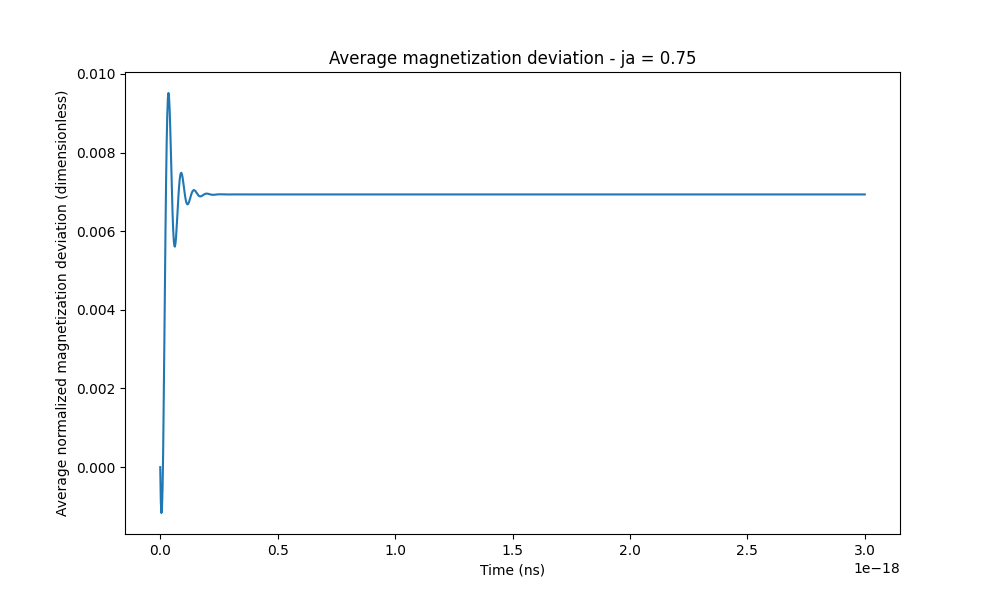 Average magnetization deviation - ja = 0.75
Average normalized magnetization deviation (dimensionless)
0.010
0.008
0.006
0.004
0.002
0.000
0.0 0.5 1.0 1.5 2.0 2.5 3.0
1e−18
Time (ns)